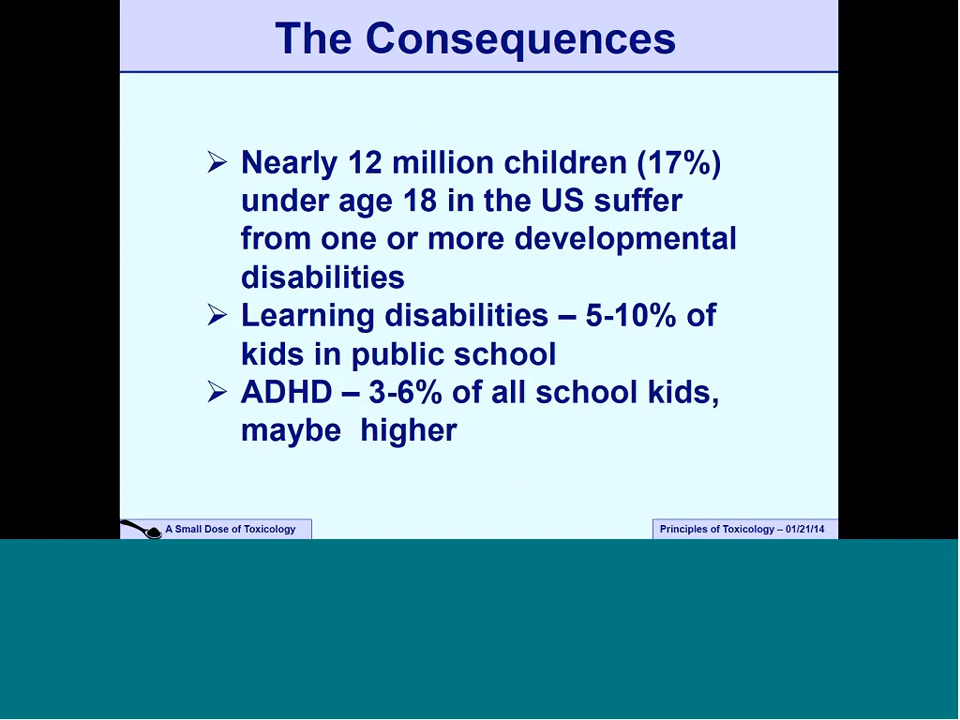 The Consequences
Nearly 12 million children (17%)
under age 18 in the US suffer
from one or more developmental
disabilities
Learning disabilities – 5-10% of
kids in public school
ADHD – 3-6% of all school kids,
maybe  higher
A Small Dose of Toxicology
Principles of Toxicology – 01/21/14